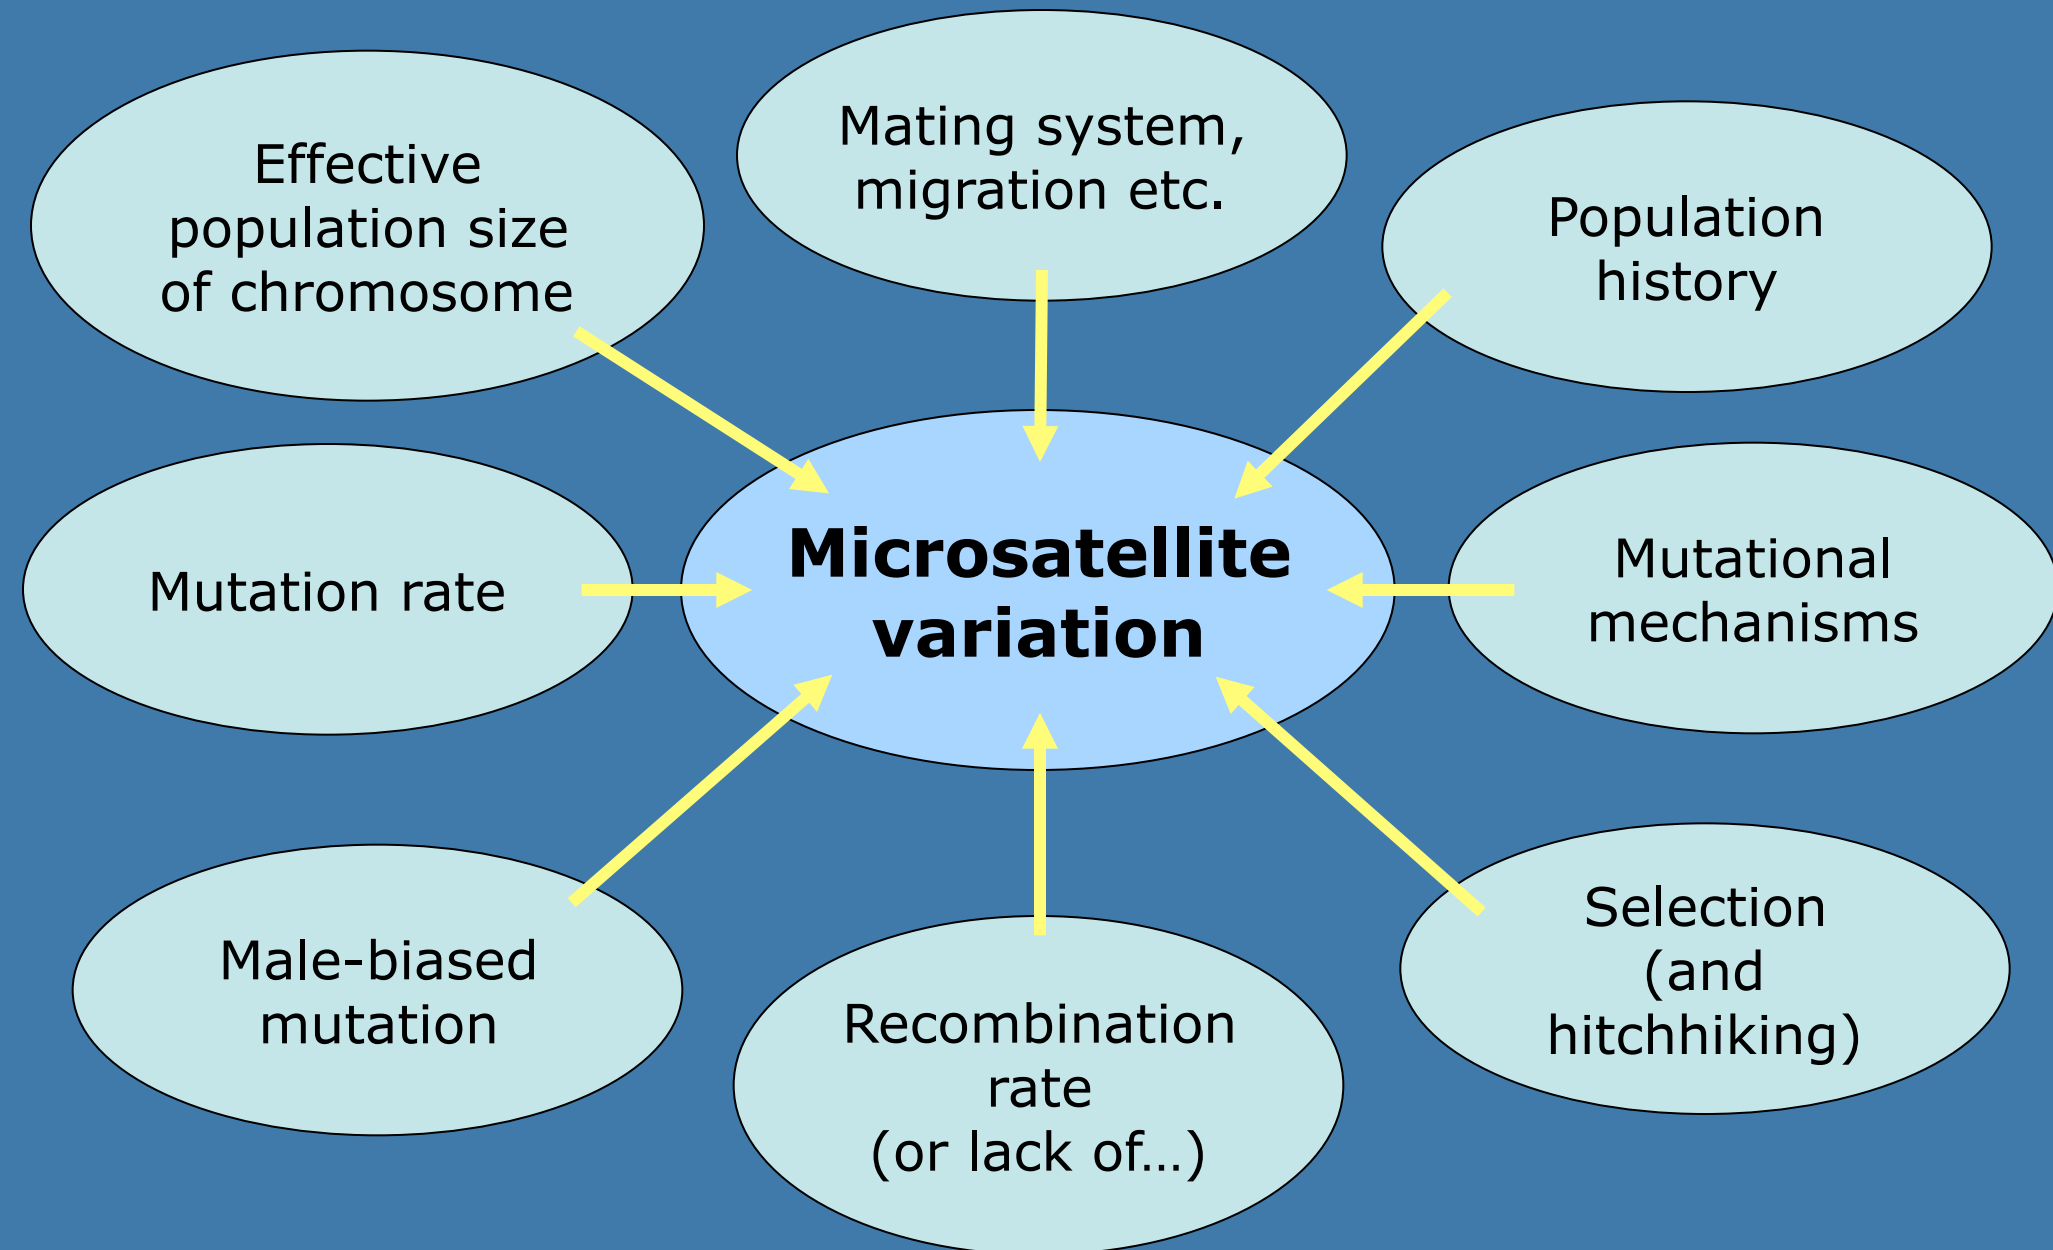 Effective
population size
of chromosome
Mating system,
migration etc.
Population
history
Mutation rate
Microsatellite
variation
Mutational
mechanisms
Male-biased
mutation
Recombination
rate
(or lack of…)
Selection
(and
hitchhiking)